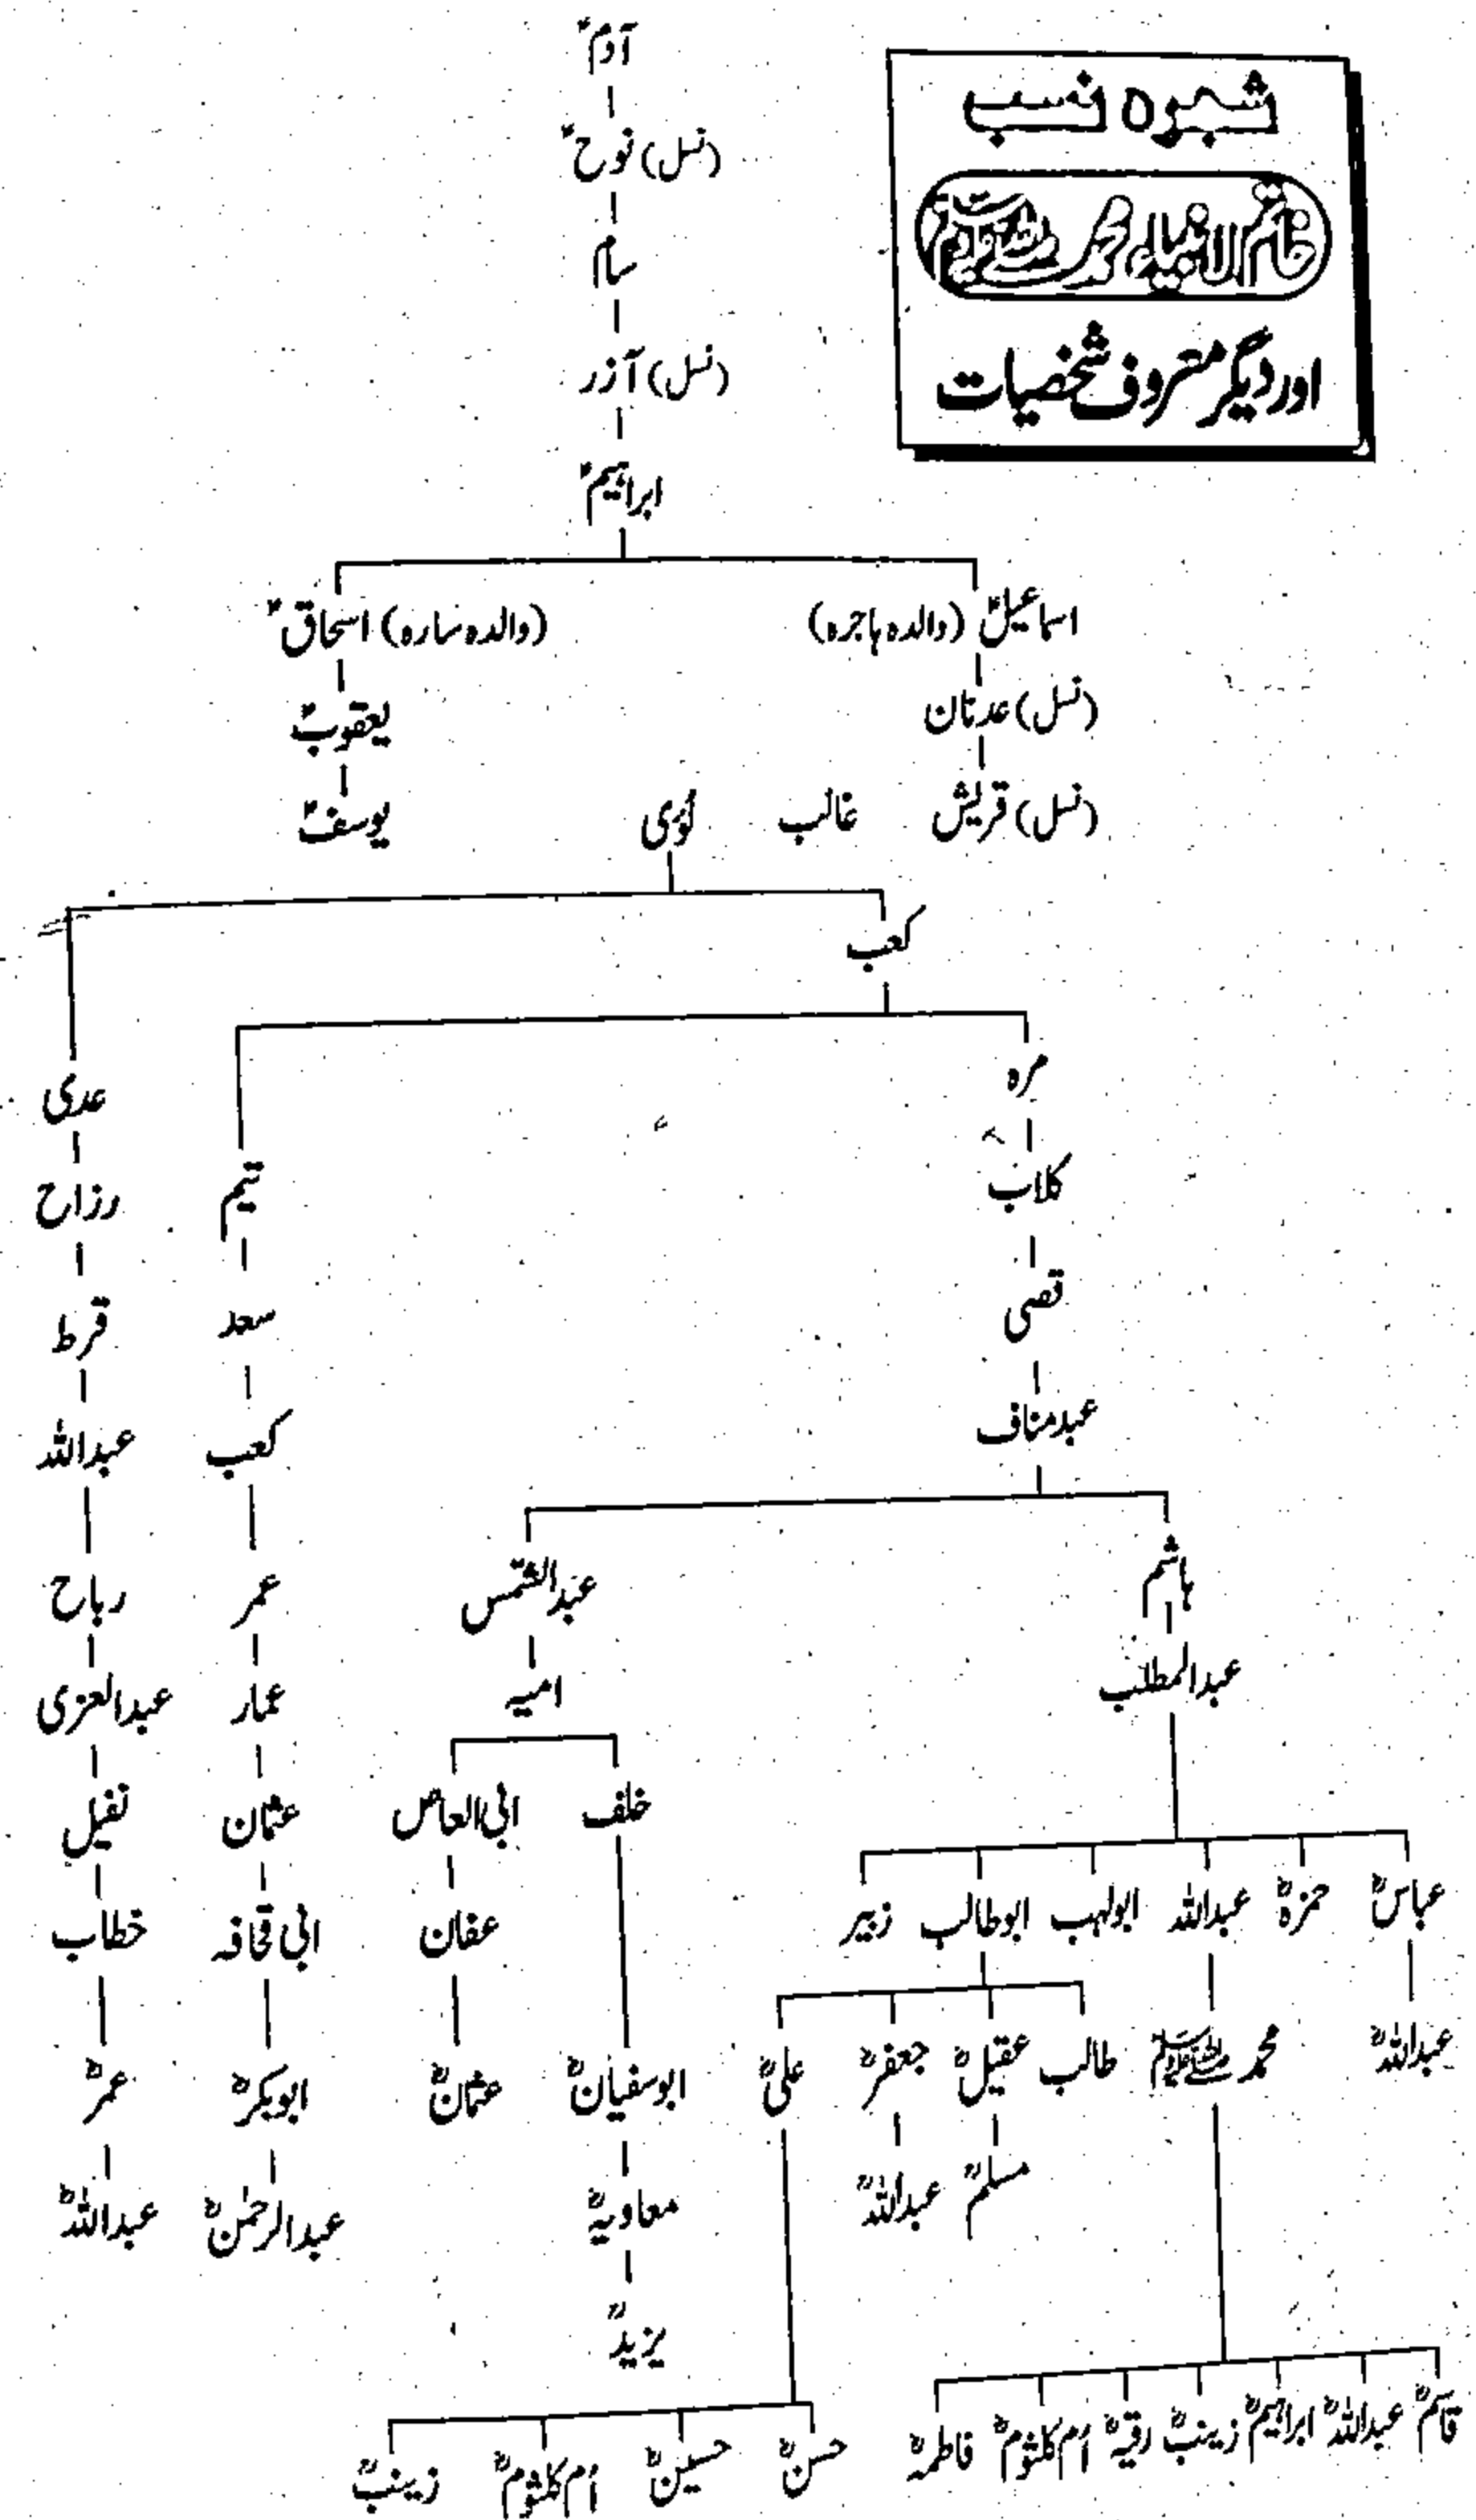 شجرہ نسب
خاتم الانبیاء محمد ﷺ
اور دیگر معروف شخصیات
آدمؑ
(نسل) نوحؑ
سام
(نسل) آزر
ابراہیمؑ
اسماعیلؑ (والدہ ہاجرہ) (والدہ سارہ) اسحاقؑ
(نسل) عدنان یعقوبؑ
(نسل) قریش غالب لوئی یوسفؑ
کعب
مرہ عدی
کلاب تیم رزاح
قصی سعد قرط
عبدمناف کعب عبداللہ
ہاشم عبدالشمس عمر رباح
عبدالمطلب امیہ عمار عبدالعزی
خلف ابی العاص عثمان نفیل
عباسؓ حمزہؓ عبداللہ ابولہب ابوطالب زبیر عفان ابی قحافہ خطاب
عبداللہؓ محمد ﷺ طالب عقیلؓ جعفرؓ علیؓ ابوسفیانؓ عثمانؓ ابوبکرؓ عمرؓ
مسلمؒ عبداللہؓ معاویہؓ عبدالرحمٰنؓ عبداللہؓ
یزیدؒ
قاسمؓ عبداللہؓ ابراہیمؓ زینبؓ رقیہؓ اُم کلثومؓ فاطمہؓ
حسنؓ حسینؓ اُم کلثومؓ زینبؓ